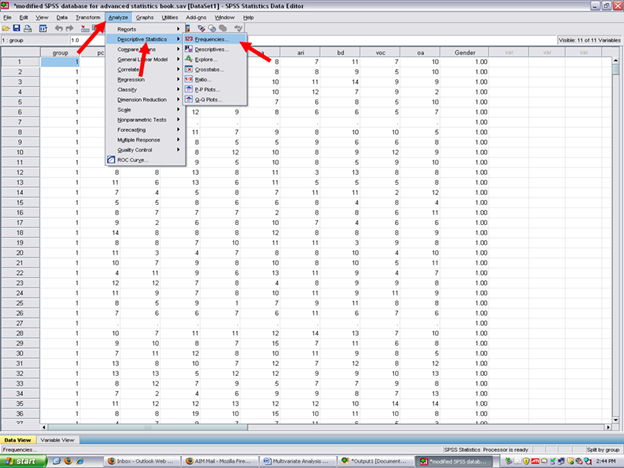 *modified SPSS database for advanced statistics book.sav [DataSet1] - SPSS Statistics Data Editor
File Edit View Data Transform Analyze Graphs Utilities Add-ons Window Help
1 : group 1.0 Visible: 11 of 11 Variables
Reports
Descriptive Statistics
General Linear Model
Regression
Classify
Dimension Reduction
Scale
Nonparametric Tests
Forecasting
Multiple Response
Quality Control
ROC Curve...
Frequencies...
Descriptives...
Explore...
Crosstabs...
Ratio...
P-P Plots...
Q-Q Plots...
group ari bd voc oa Gender var var
1 1 8 7 11 7 10 1.00
2 1 8 8 9 5 10 1.00
3 1 10 11 14 9 9 1.00
4 1 10 12 7 9 2 1.00
5 1 7 6 8 5 10 1.00
6 1 12 9 8 6 6 5 7 1.00
7 1 . . . . . . 1.00
8 1 11 7 9 8 10 10 5 1.00
9 1 8 5 5 9 6 6 8 1.00
10 1 8 12 10 8 9 12 9 1.00
11 1 9 5 10 8 5 9 10 1.00
12 1 8 8 13 8 11 3 13 8 8 1.00
13 1 11 6 13 6 11 5 5 5 8 1.00
14 1 7 4 5 8 7 11 11 2 12 1.00
15 1 5 5 8 6 6 8 4 8 4 1.00
16 1 8 7 7 7 2 8 8 6 11 1.00
17 1 9 2 6 8 10 7 4 6 6 1.00
18 1 14 8 8 8 12 8 12 9 8 1.00
19 1 8 8 7 10 11 11 3 9 8 1.00
20 1 11 3 4 7 8 8 10 4 10 1.00
21 1 10 7 9 8 10 8 10 5 11 1.00
22 1 4 11 9 6 13 11 9 4 7 1.00
23 1 12 12 7 8 4 8 9 9 8 1.00
24 1 11 9 7 8 10 11 8 9 8 1.00
25 1 8 5 9 1 7 9 11 8 1.00
26 1 7 6 6 7 6 11 6 7 6 1.00
27 1 . . . . . . . . . 1.00
28 1 10 7 11 11 12 14 13 7 10 1.00
29 1 9 10 8 7 15 7 11 6 8 1.00
30 1 7 11 8 2 10 11 9 8 5 1.00
31 1 13 8 10 7 12 7 12 8 12 1.00
32 1 13 13 5 12 12 9 9 10 13 1.00
33 1 8 12 7 9 5 7 2 6 8 1.00
34 1 7 2 4 6 9 9 8 7 13 1.00
35 1 11 12 12 13 12 12 10 14 14 1.00
36 1 8 8 19 10 15 10 11 10 8 1.00
Data View Variable View
Frequencies... SPSS Statistics Processor is ready Split by group
start Inbox - Outlook Web ... AIM Mail - Mozilla Fire... Multivariate Analysis ... *Output1 [Document... *modified SPSS datab... 2:44 PM